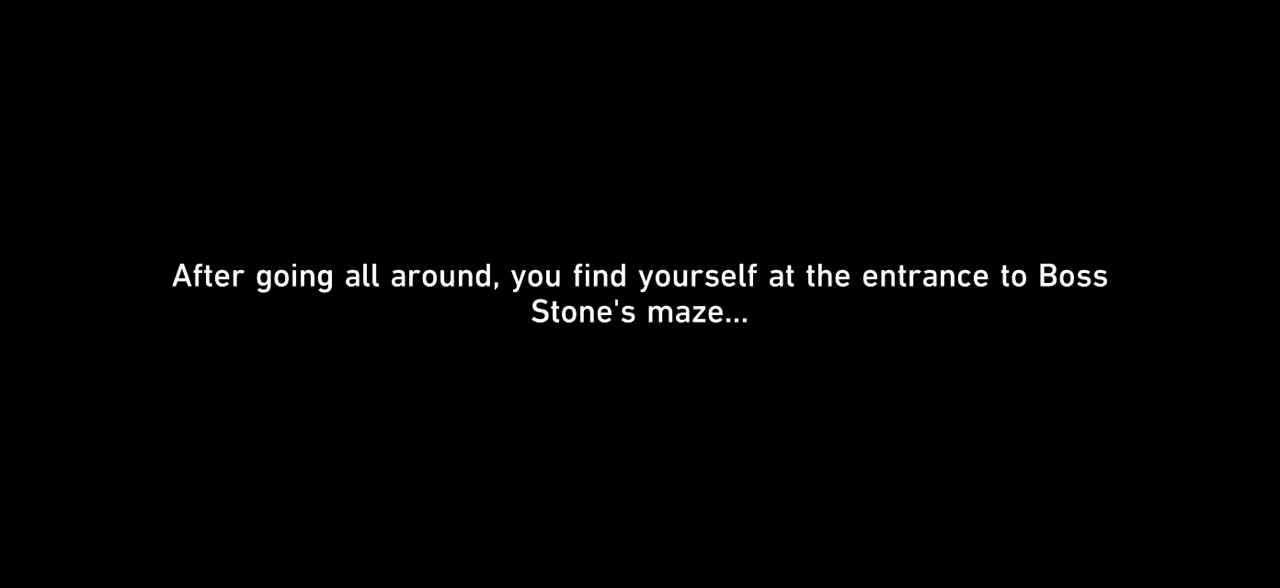 After going all around, you find yourself at the entrance to Boss
Stone's maze...